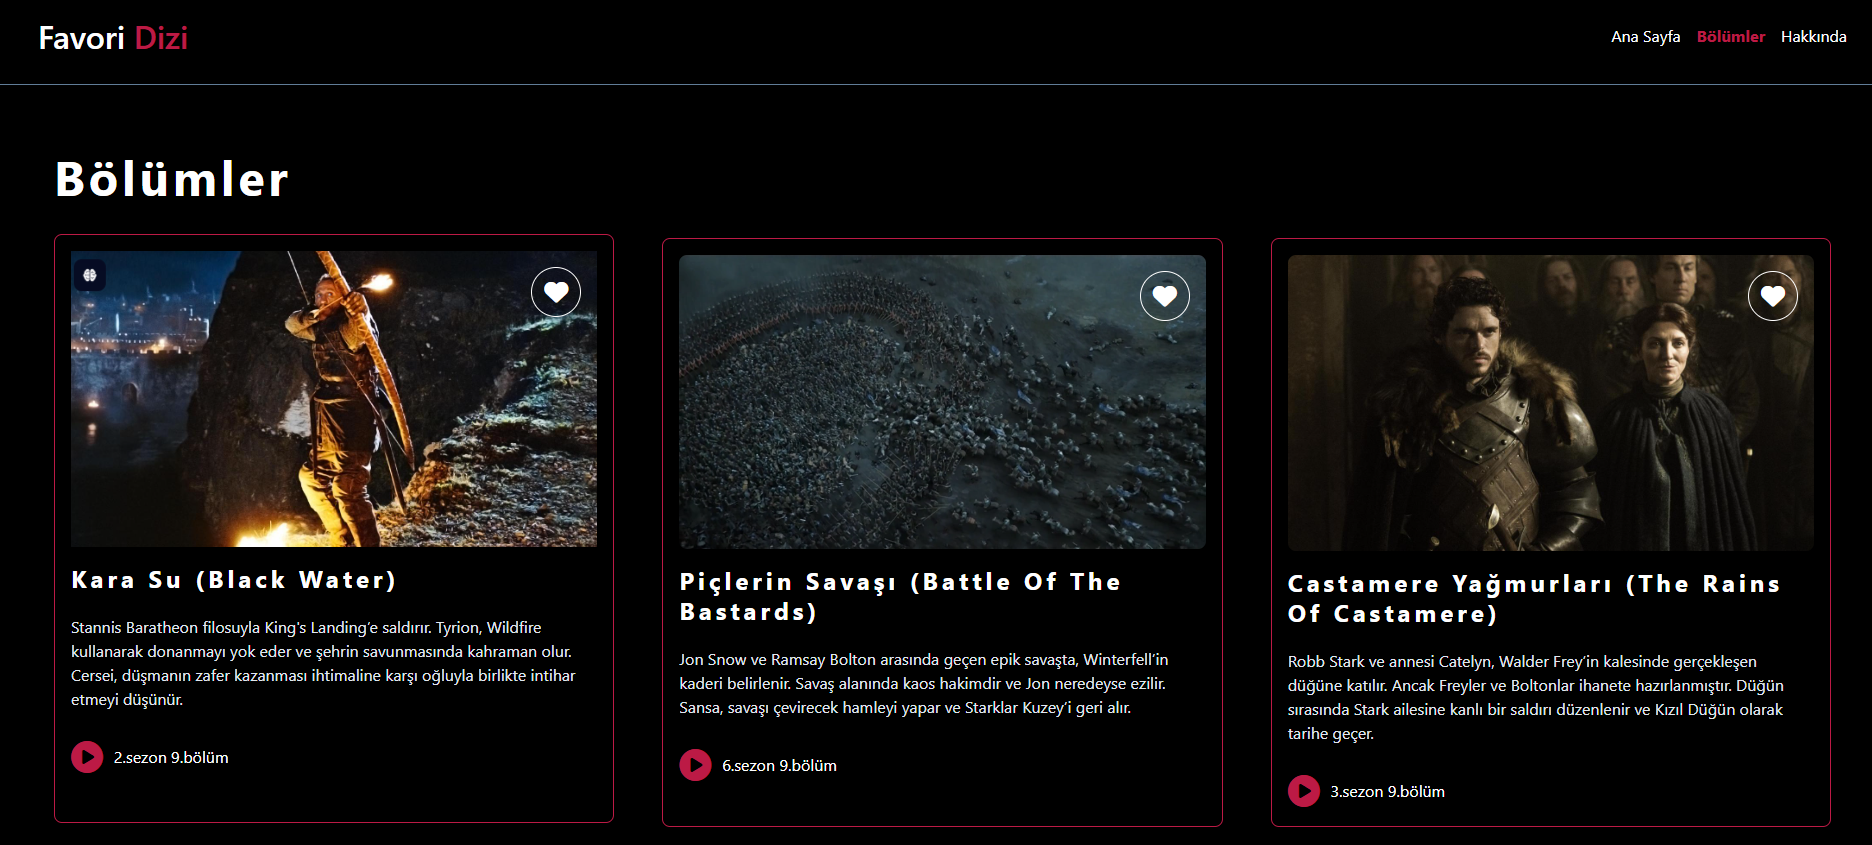 Favori Dizi
Ana Sayfa Bölümler Hakkında
Bölümler
Kara Su (Black Water)
Stannis Baratheon filosuyla King's Landing'e saldırır. Tyrion, Wildfire
kullanarak donanmayı yok eder ve şehrin savunmasında kahraman olur.
Cersei, düşmanın zafer kazanması ihtimaline karşı oğluyla birlikte intihar
etmeyi düşünür.
2.sezon 9.bölüm
Piçlerin Savaşı (Battle Of The
Bastards)
Jon Snow ve Ramsay Bolton arasında geçen epik savaşta, Winterfell’in
kaderi belirlenir. Savaş alanında kaos hakimdir ve Jon neredeyse ezilir.
Sansa, savaşı çevirecek hamleyi yapar ve Starklar Kuzey’i geri alır.
6.sezon 9.bölüm
Castamere Yağmurları (The Rains
Of Castamere)
Robb Stark ve annesi Catelyn, Walder Frey’in kalesinde gerçekleşen
düğüne katılır. Ancak Freyler ve Boltonlar ihanete hazırlanmıştır. Düğün
sırasında Stark ailesine kanlı bir saldırı düzenlenir ve Kızıl Düğün olarak
tarihe geçer.
3.sezon 9.bölüm